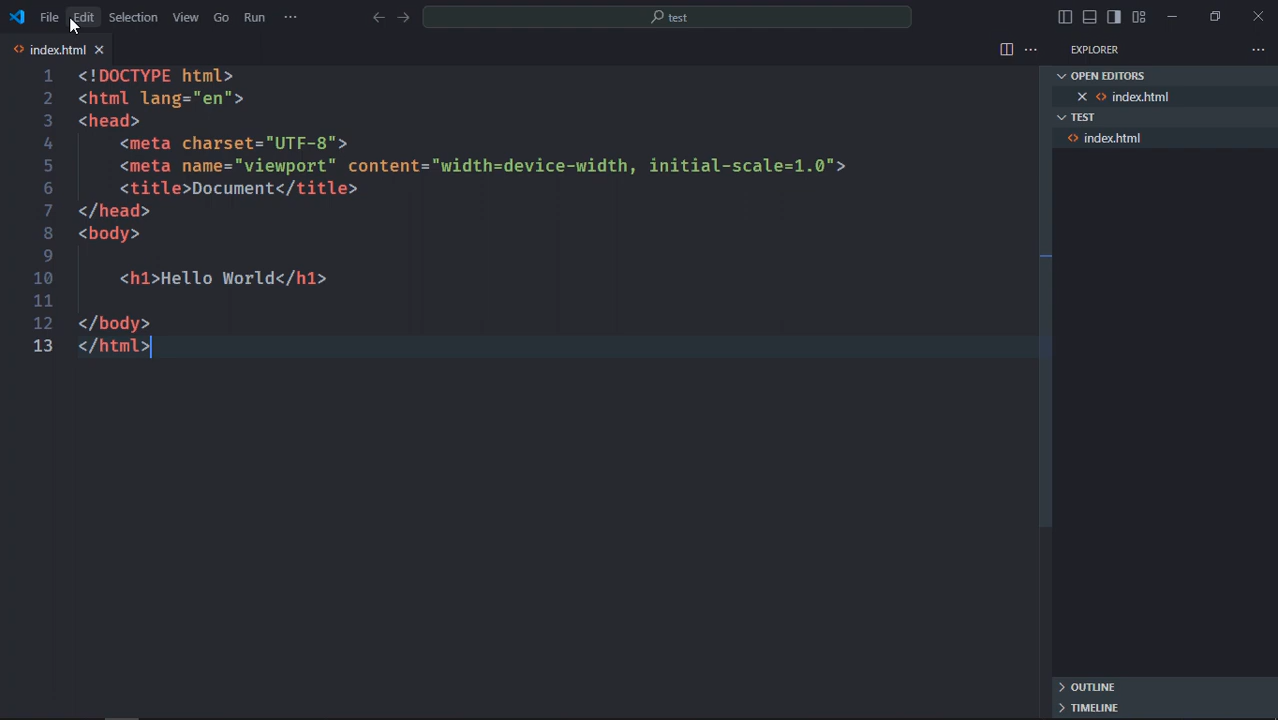 File Edit Selection View Go Run ··· test
index.html
1 <!DOCTYPE html>
2 <html lang="en">
3 <head>
4     <meta charset="UTF-8">
5     <meta name="viewport" content="width=device-width, initial-scale=1.0">
6     <title>Document</title>
7 </head>
8 <body>
9
10     <h1>Hello World</h1>
11
12 </body>
13 </html>
EXPLORER
OPEN EDITORS
index.html
TEST
index.html
OUTLINE
TIMELINE